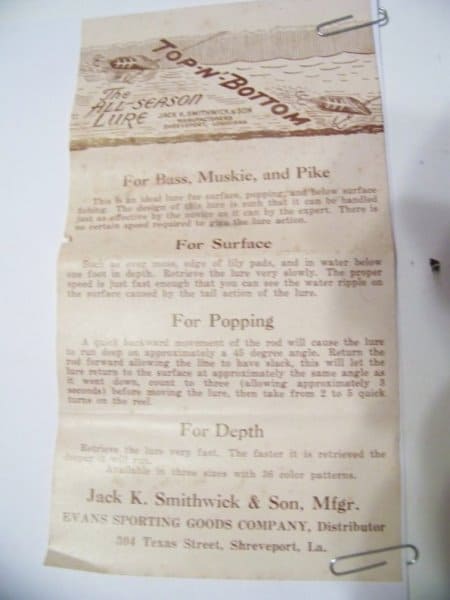 TOP-'N'-BOTTOM
The
ALL-SEASON
LURE
JACK K. SMITHWICK & SON
MANUFACTURERS
SHREVEPORT, LOUISIANA
For Bass, Muskie, and Pike
This is an ideal lure for surface, popping, and below surface
fishing. The design of this lure is such that it can be handled
just as effective by the novice as it can by the expert. There is
no certain speed required to give the lure action.
For Surface
Such as over moss, edge of lily pads, and in water below
one foot in depth. Retrieve the lure very slowly. The proper
speed is just fast enough that you can see the water ripple on
the surface caused by the tail action of the lure.
For Popping
A quick backward movement of the rod will cause the lure
to run deep on approximately a 45 degree angle. Return the
rod forward allowing the line to have slack, this will let the
lure return to the surface at approximately the same angle as
it went down, count to three (allowing approximately 3
seconds) before moving the lure, then take from 2 to 5 quick
turns on the reel.
For Depth
Retrieve the lure very fast. The faster it is retrieved the
deeper it will run.
Available in three sizes with 36 color patterns.
Jack K. Smithwick & Son, Mfgr.
EVANS SPORTING GOODS COMPANY, Distributor
304 Texas Street, Shreveport, La.